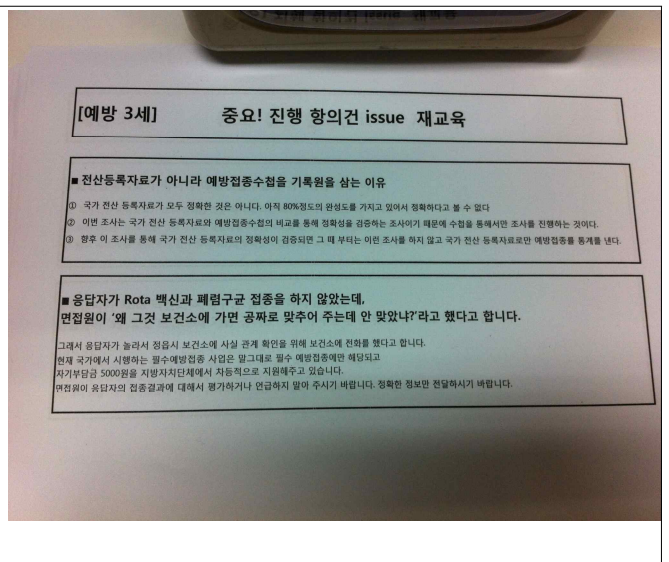 [예방 3세] 중요! 진행 항의건 issue 재교육
■ 전산등록자료가 아니라 예방접종수첩을 기록원을 삼는 이유
① 국가 전산 등록자료가 모두 정확한 것은 아니다. 아직 80%정도의 완성도를 가지고 있어서 정확하다고 볼 수 없다
② 이번 조사는 국가 전산 등록자료와 예방접종수첩의 비교를 통해 정확성을 검증하는 조사이기 때문에 수첩을 통해서만 조사를 진행하는 것이다.
③ 향후 이 조사를 통해 국가 전산 등록자료의 정확성이 검증되면 그 때 부터는 이런 조사를 하지 않고 국가 전산 등록자료로만 예방접종률 통계를 낸다.
■ 응답자가 Rota 백신과 폐렴구균 접종을 하지 않았는데,
면접원이 '왜 그것 보건소에 가면 공짜로 맞추어 주는데 안 맞았냐?'라고 했다고 합니다.
그래서 응답자가 놀라서 정읍시 보건소에 사실 관계 확인을 위해 보건소에 전화를 했다고 합니다.
현재 국가에서 시행하는 필수예방접종 사업은 말그대로 필수 예방접종에만 해당되고
자기부담금 5000원을 지방자치단체에서 차등적으로 지원해주고 있습니다.
면접원이 응답자의 접종결과에 대해서 평가하거나 언급하지 말아 주시기 바랍니다. 정확한 정보만 전달하시기 바랍니다.